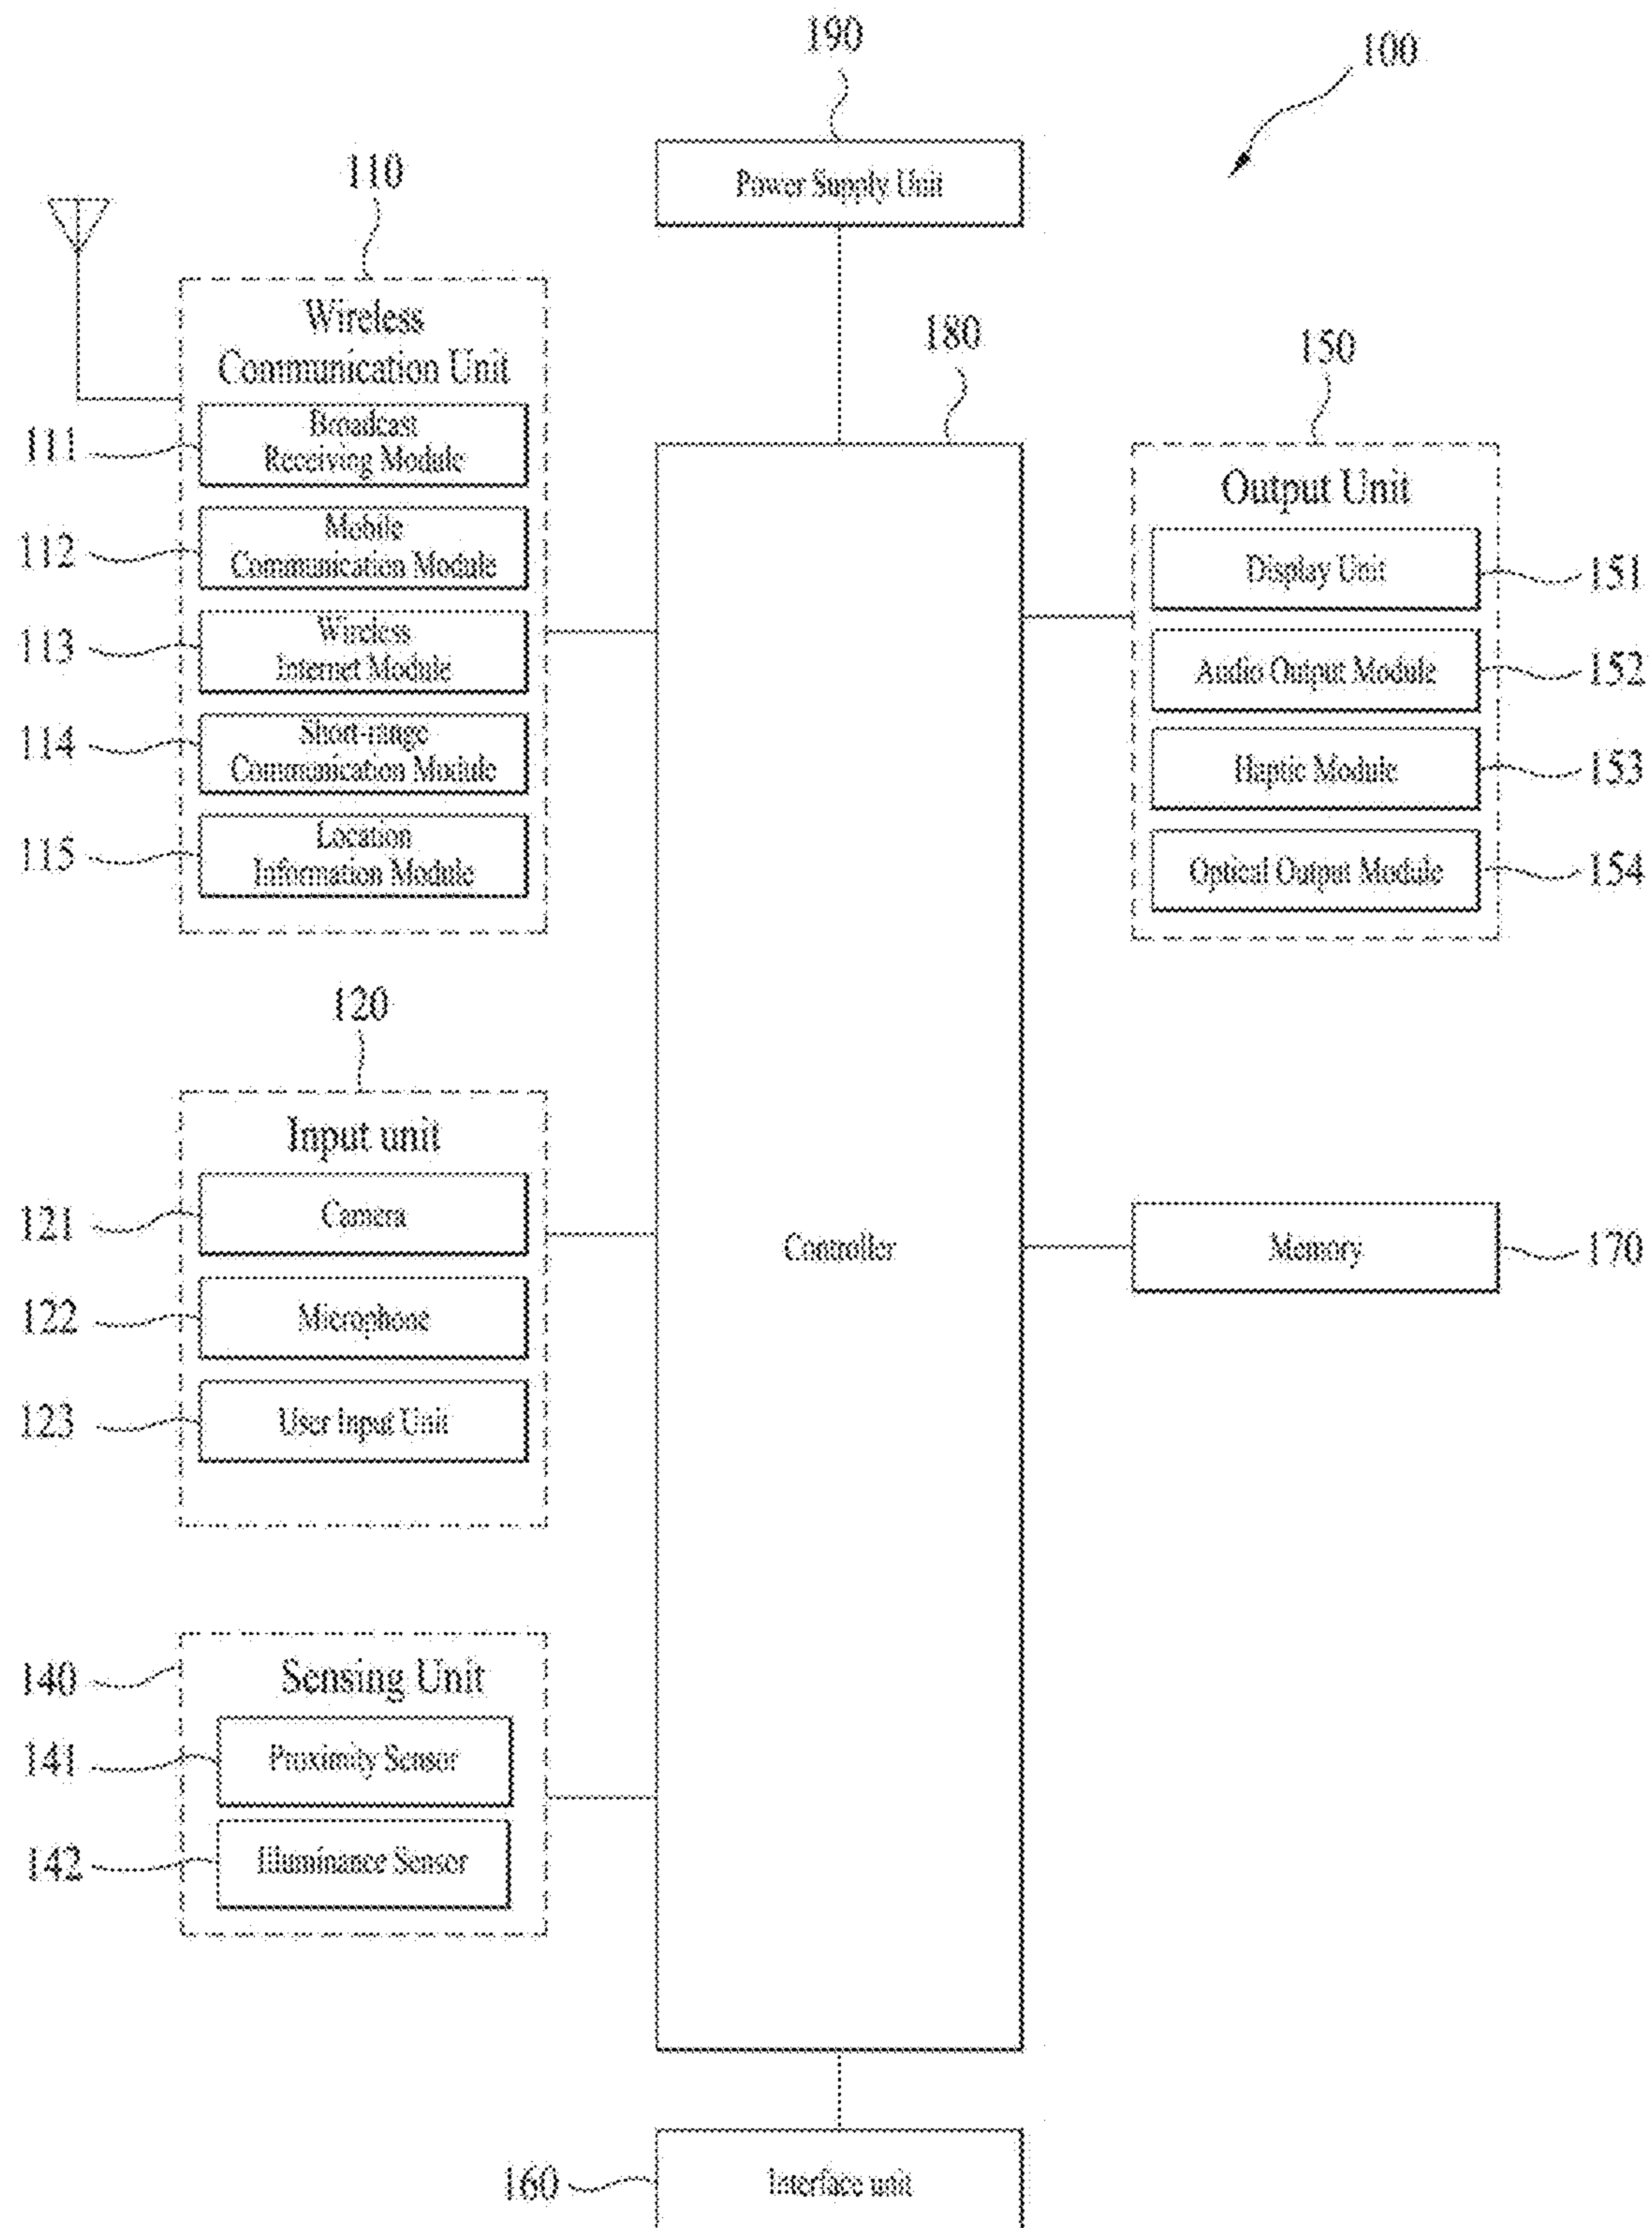 190
100
Power Supply Unit
110
Wireless
Communication Unit
111
Broadcast
Receiving Module
112
Mobile
Communication Module
113
Wireless
Internet Module
114
Short-range
Communication Module
115
Location
Information Module
120
Input unit
121
Camera
122
Microphone
123
User Input Unit
140
Sensing Unit
141
Proximity Sensor
142
Illuminance Sensor
180
Controller
150
Output Unit
Display Unit
151
Audio Output Module
152
Haptic Module
153
Optical Output Module
154
Memory
170
160
Interface unit